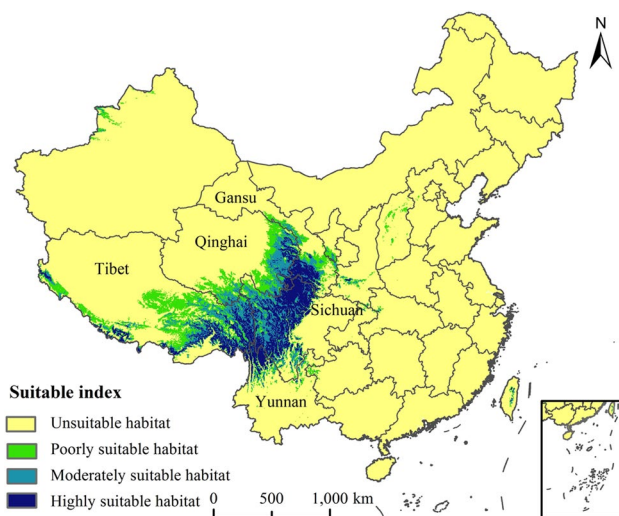 N
Gansu
Qinghai
Tibet
Sichuan
Yunnan
Suitable index
Unsuitable habitat
Poorly suitable habitat
Moderately suitable habitat
Highly suitable habitat
0 500 1,000 km